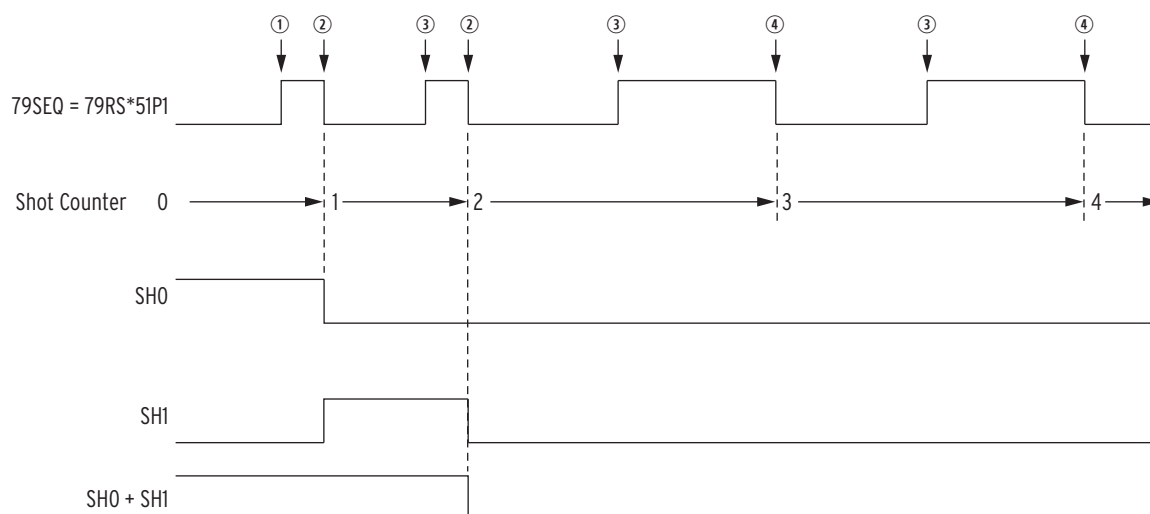 ① ② ③ ② ③ ④ ③ ④
79SEQ = 79RS*51P1
Shot Counter 0 1 2 3 4
SH0
SH1
SH0 + SH1